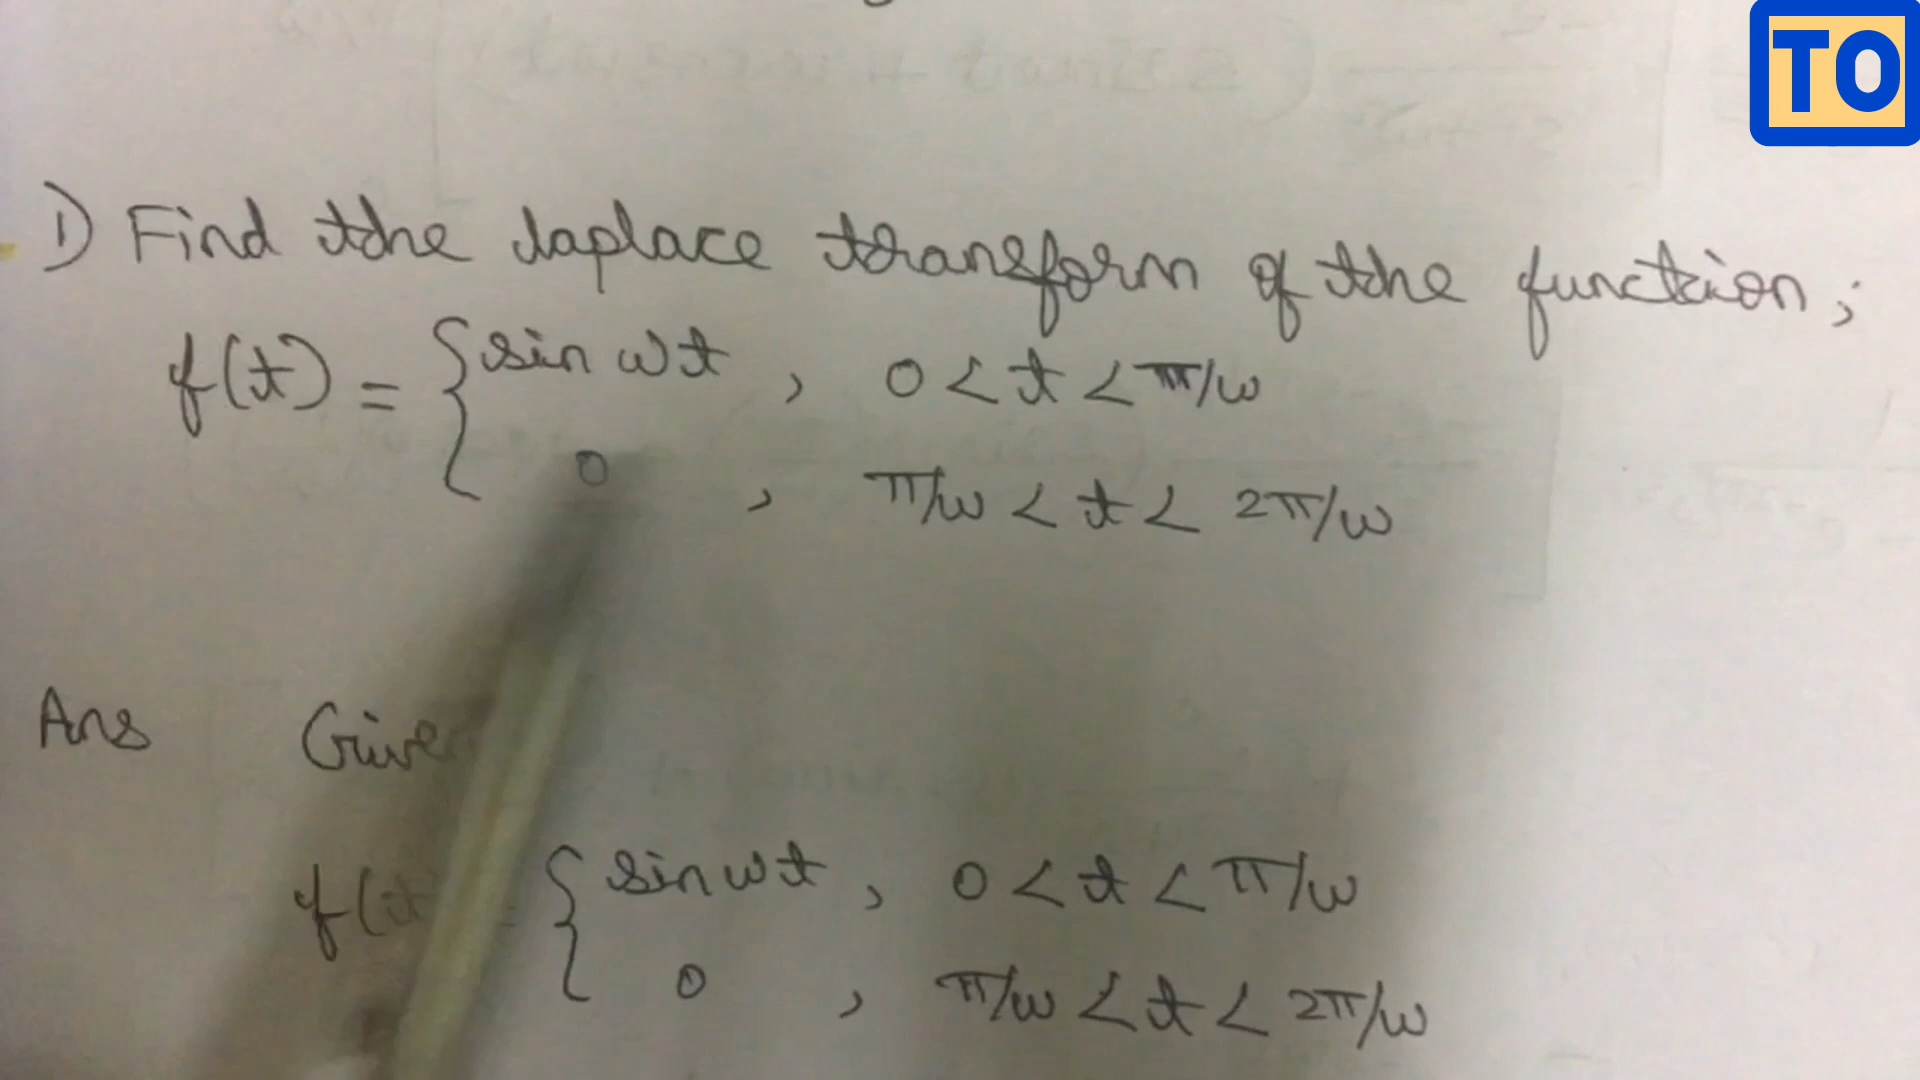 TO
1) Find the laplace transform of the function;
f(t) = { sin ωt , 0 < t < π/ω
0 , π/ω < t < 2π/ω
Ans Given
f(t) = { sin ωt , 0 < t < π/ω
0 , π/ω < t < 2π/ω